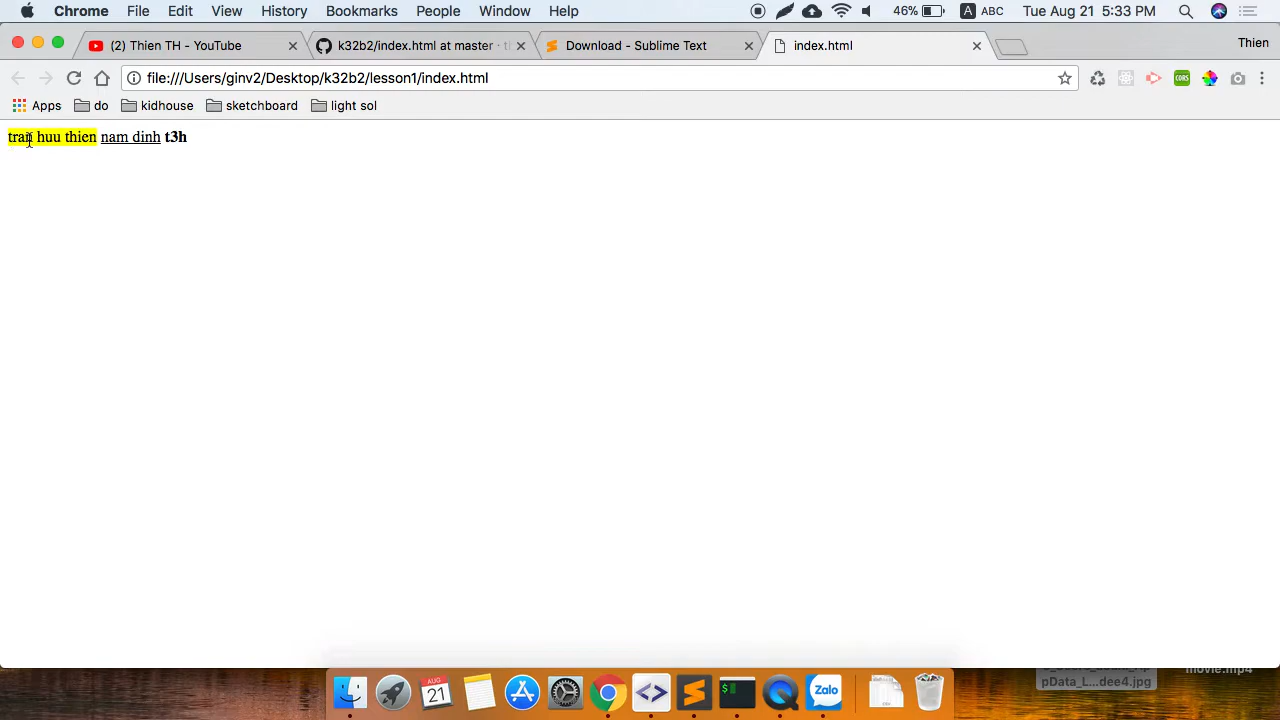 Chrome File Edit View History Bookmarks People Window Help 46% A ABC Tue Aug 21 5:33 PM
(2) Thien TH - YouTube k32b2/index.html at master · Download - Sublime Text index.html Thien
file:///Users/ginv2/Desktop/k32b2/lesson1/index.html CORS
Apps do kidhouse sketchboard light sol
tran huu thien nam dinh t3h
movie.mp4
pData_L...dee4.jpg
AUG
21
$
Zalo